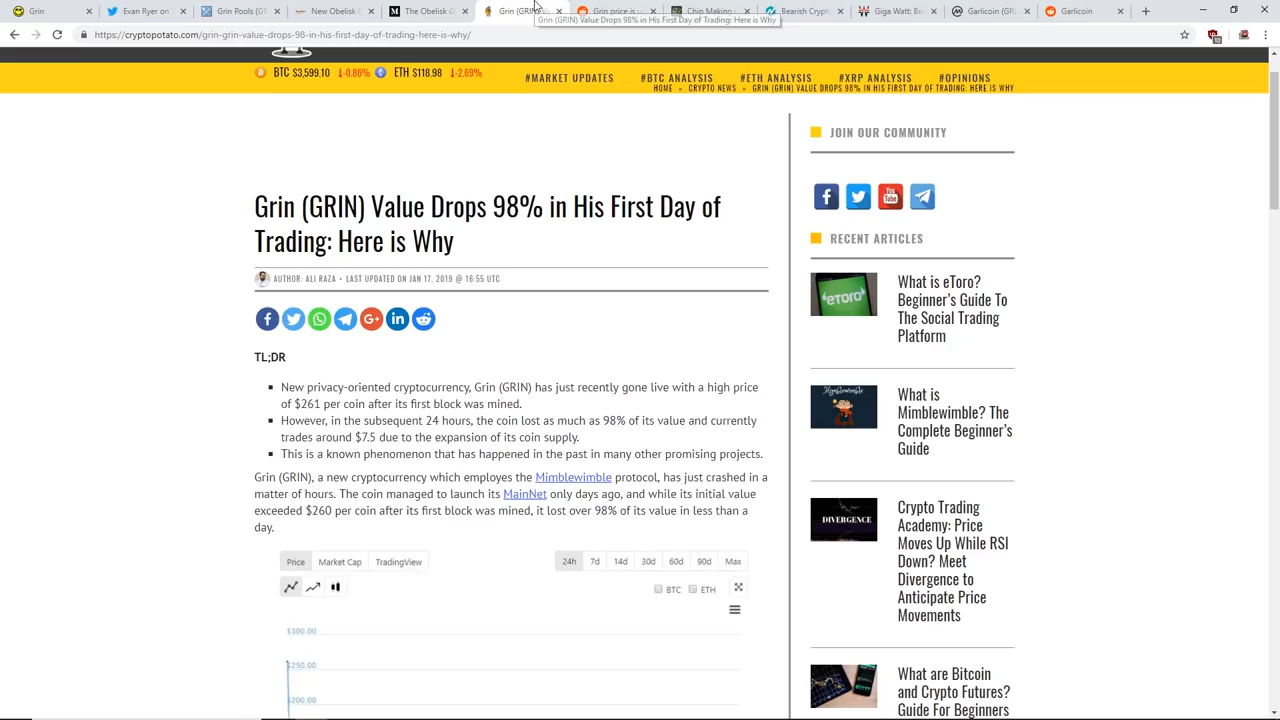 Grin
Evan Ryer on
Grin Pools (G
New Obelisk G
The Obelisk G
Grin (GRIN)
Grin price is
Chip Making
Bearish Crypto
Giga Watt: Be
Garlicoin (GR
Garlicoin
Grin (GRIN) Value Drops 98% in His First Day of Trading: Here is Why
https://cryptopotato.com/grin-grin-value-drops-98-in-his-first-day-of-trading-here-is-why/
BTC $3,599.10 ↓-0.86% ETH $118.98 ↓-2.69%
#MARKET UPDATES #BTC ANALYSIS #ETH ANALYSIS #XRP ANALYSIS #OPINIONS
HOME » CRYPTO NEWS » GRIN (GRIN) VALUE DROPS 98% IN HIS FIRST DAY OF TRADING: HERE IS WHY
Grin (GRIN) Value Drops 98% in His First Day of
Trading: Here is Why
AUTHOR: ALI RAZA • LAST UPDATED ON JAN 17, 2019 @ 16:55 UTC
TL;DR
New privacy-oriented cryptocurrency, Grin (GRIN) has just recently gone live with a high price
of $261 per coin after its first block was mined.
However, in the subsequent 24 hours, the coin lost as much as 98% of its value and currently
trades around $7.5 due to the expansion of its coin supply.
This is a known phenomenon that has happened in the past in many other promising projects.
Grin (GRIN), a new cryptocurrency which employes the Mimblewimble protocol, has just crashed in a
matter of hours. The coin managed to launch its MainNet only days ago, and while its initial value
exceeded $260 per coin after its first block was mined, it lost over 98% of its value in less than a
day.
Price Market Cap TradingView
24h 7d 14d 30d 60d 90d Max
BTC ETH
$300.00
$250.00
$200.00
JOIN OUR COMMUNITY
You
Tube
RECENT ARTICLES
eToro
What is eToro?
Beginner's Guide To
The Social Trading
Platform
Mimblewimble
What is
Mimblewimble? The
Complete Beginner's
Guide
DIVERGENCE
Crypto Trading
Academy: Price
Moves Up While RSI
Down? Meet
Divergence to
Anticipate Price
Movements
What are Bitcoin
and Crypto Futures?
Guide For Beginners